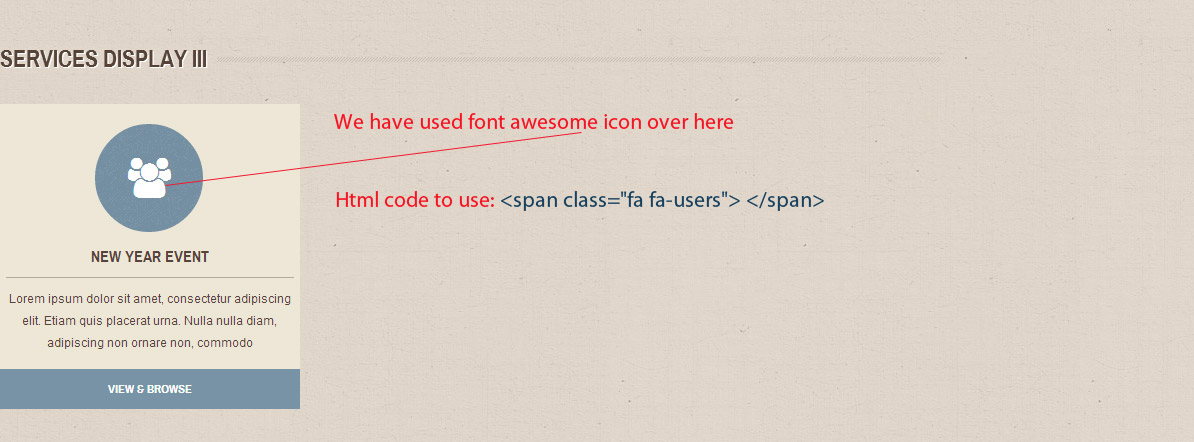 SERVICES DISPLAY III
We have used font awesome icon over here
Html code to use: <span class="fa fa-users"> </span>
NEW YEAR EVENT
Lorem ipsum dolor sit amet, consectetur adipiscing
elit. Etiam quis placerat urna. Nulla nulla diam,
adipiscing non ornare non, commodo
VIEW & BROWSE